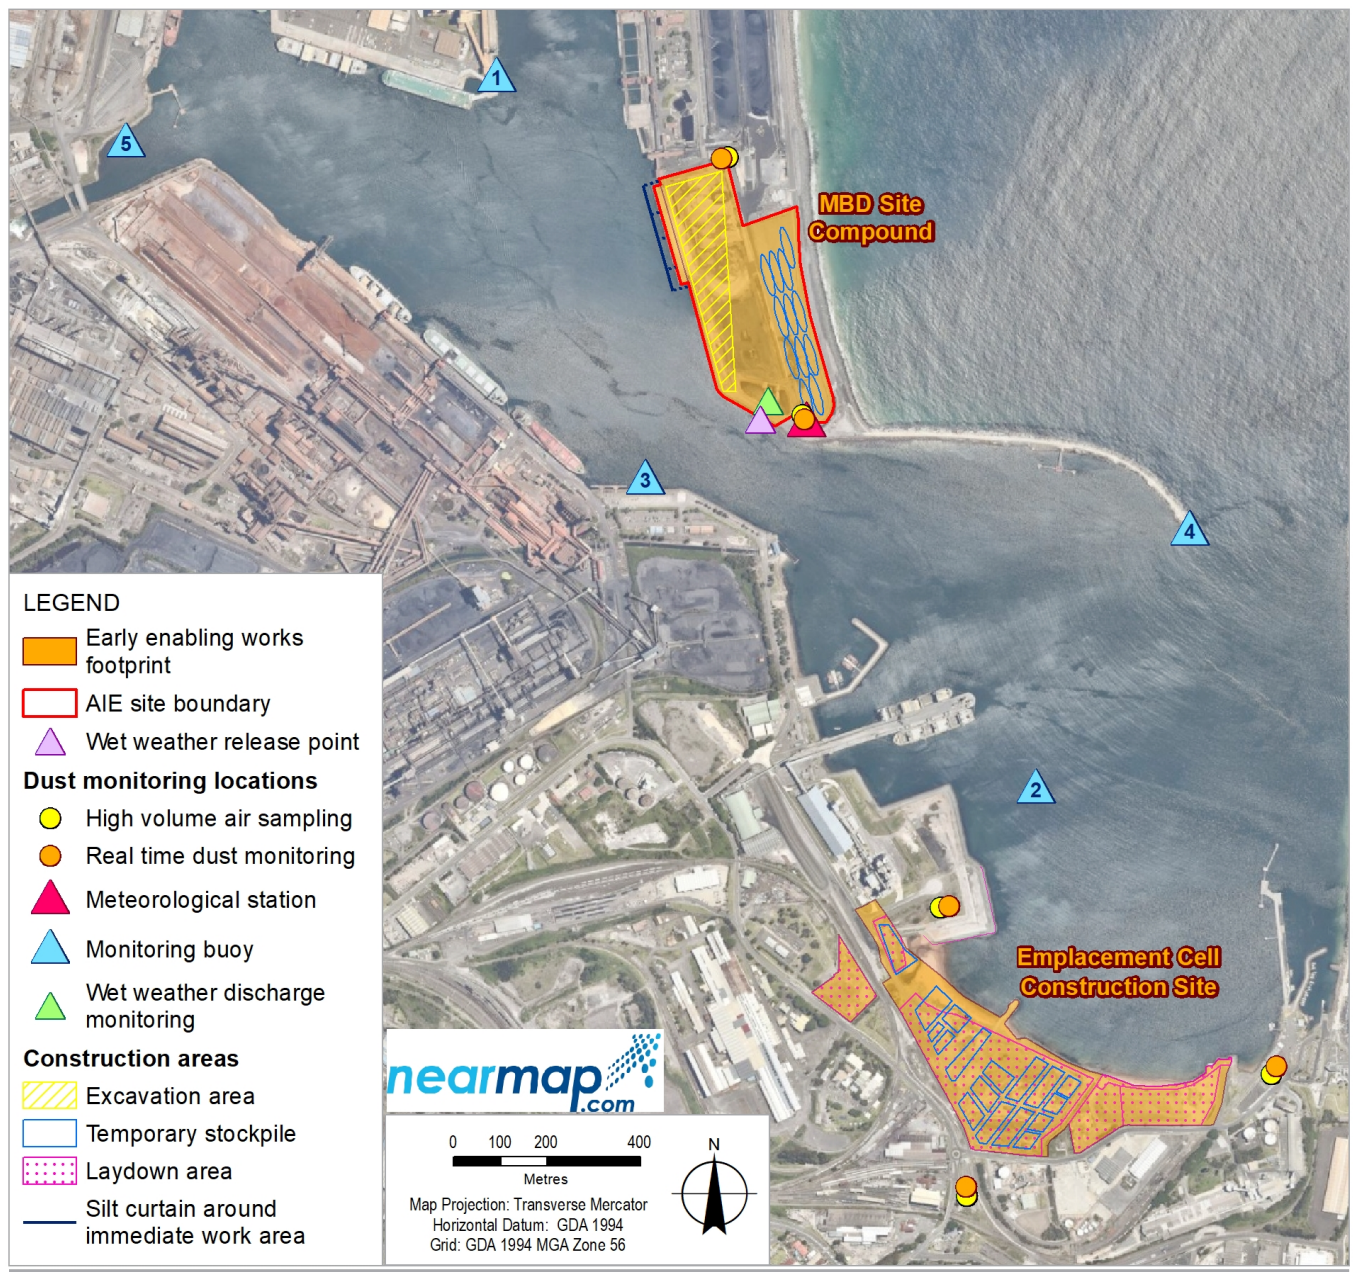 1
5
MBD Site
Compound
3
4
2
Emplacement Cell
Construction Site
LEGEND
Early enabling works
footprint
AIE site boundary
Wet weather release point
Dust monitoring locations
High volume air sampling
Real time dust monitoring
Meteorological station
Monitoring buoy
Wet weather discharge
monitoring
Construction areas
Excavation area
Temporary stockpile
Laydown area
Silt curtain around
immediate work area
nearmap
.com
0 100 200 400
Metres
Map Projection: Transverse Mercator
Horizontal Datum: GDA 1994
Grid: GDA 1994 MGA Zone 56
N